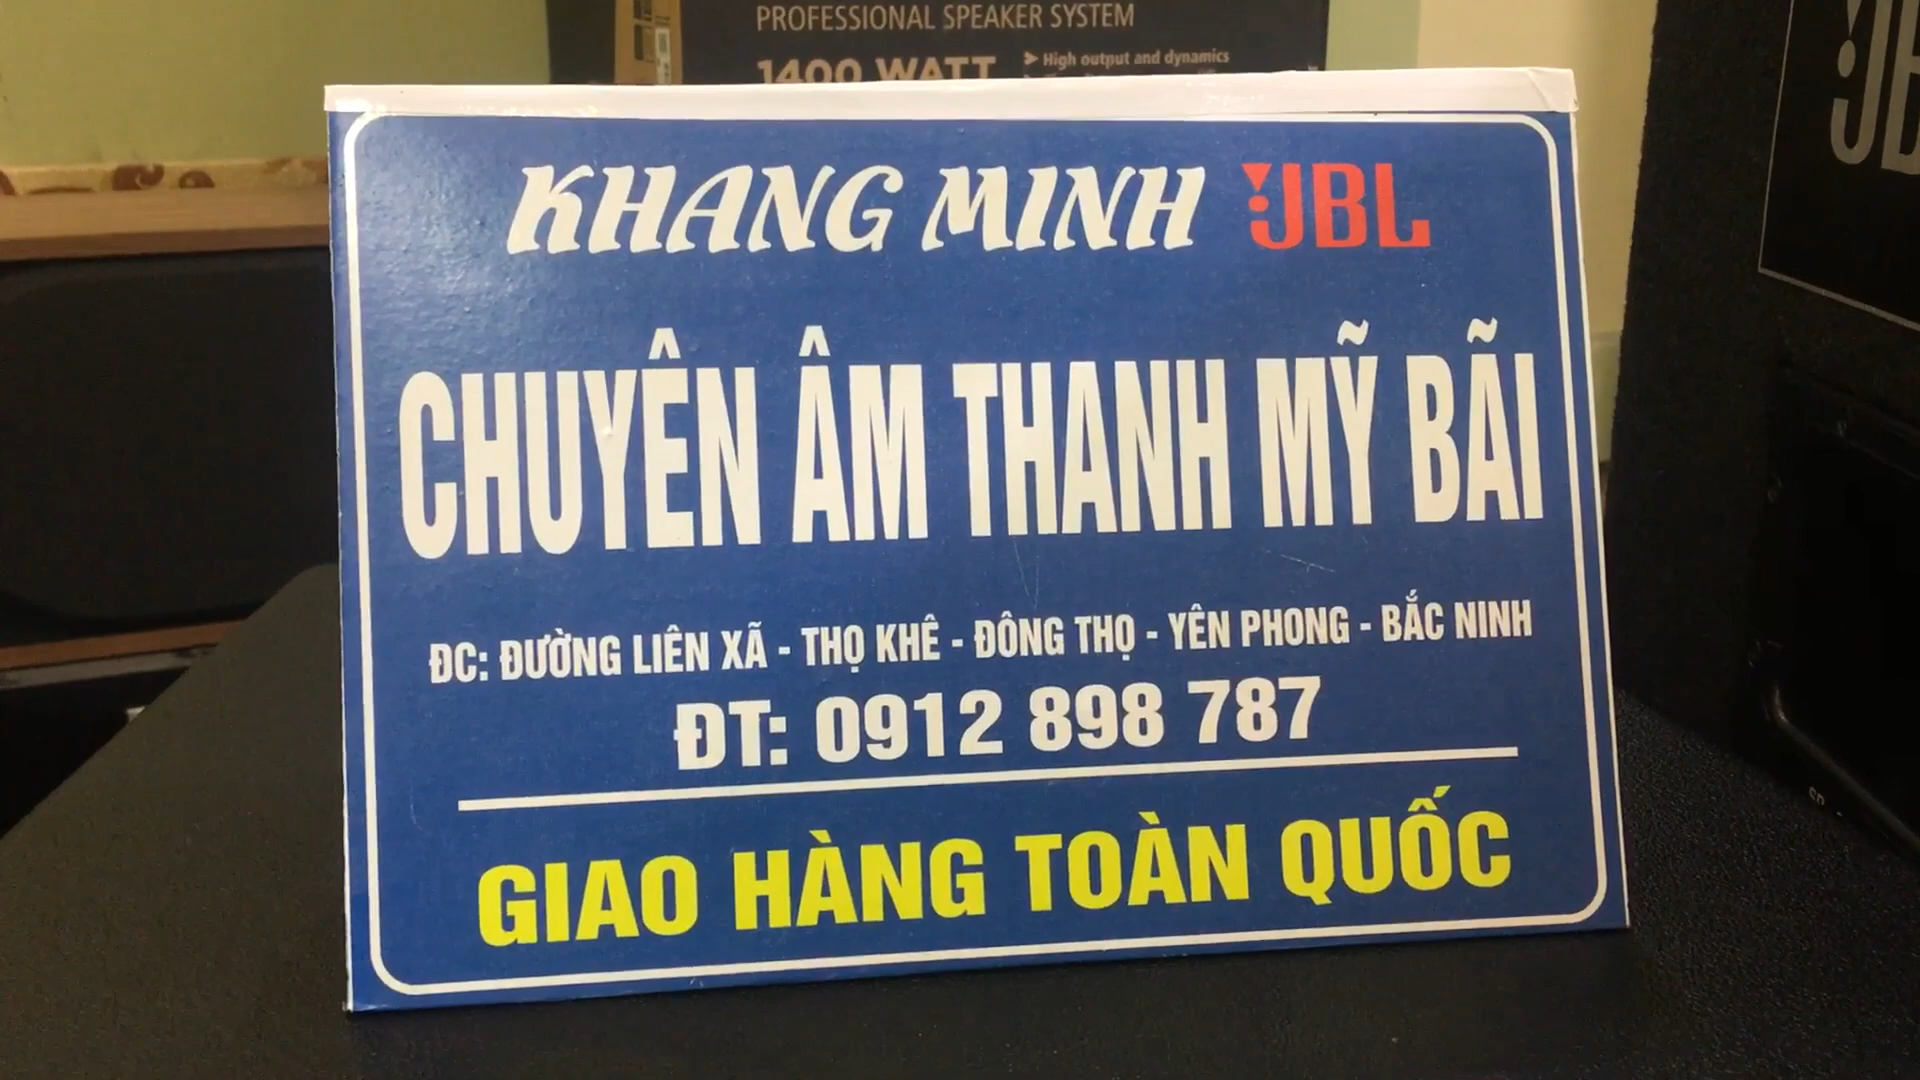 PROFESSIONAL SPEAKER SYSTEM
1400 WATT
➤ High output and dynamics
KHANG MINH JBL
CHUYÊN ÂM THANH MỸ BÃI
ĐC: ĐƯỜNG LIÊN XÃ - THỌ KHÊ - ĐÔNG THỌ - YÊN PHONG - BẮC NINH
ĐT: 0912 898 787
GIAO HÀNG TOÀN QUỐC